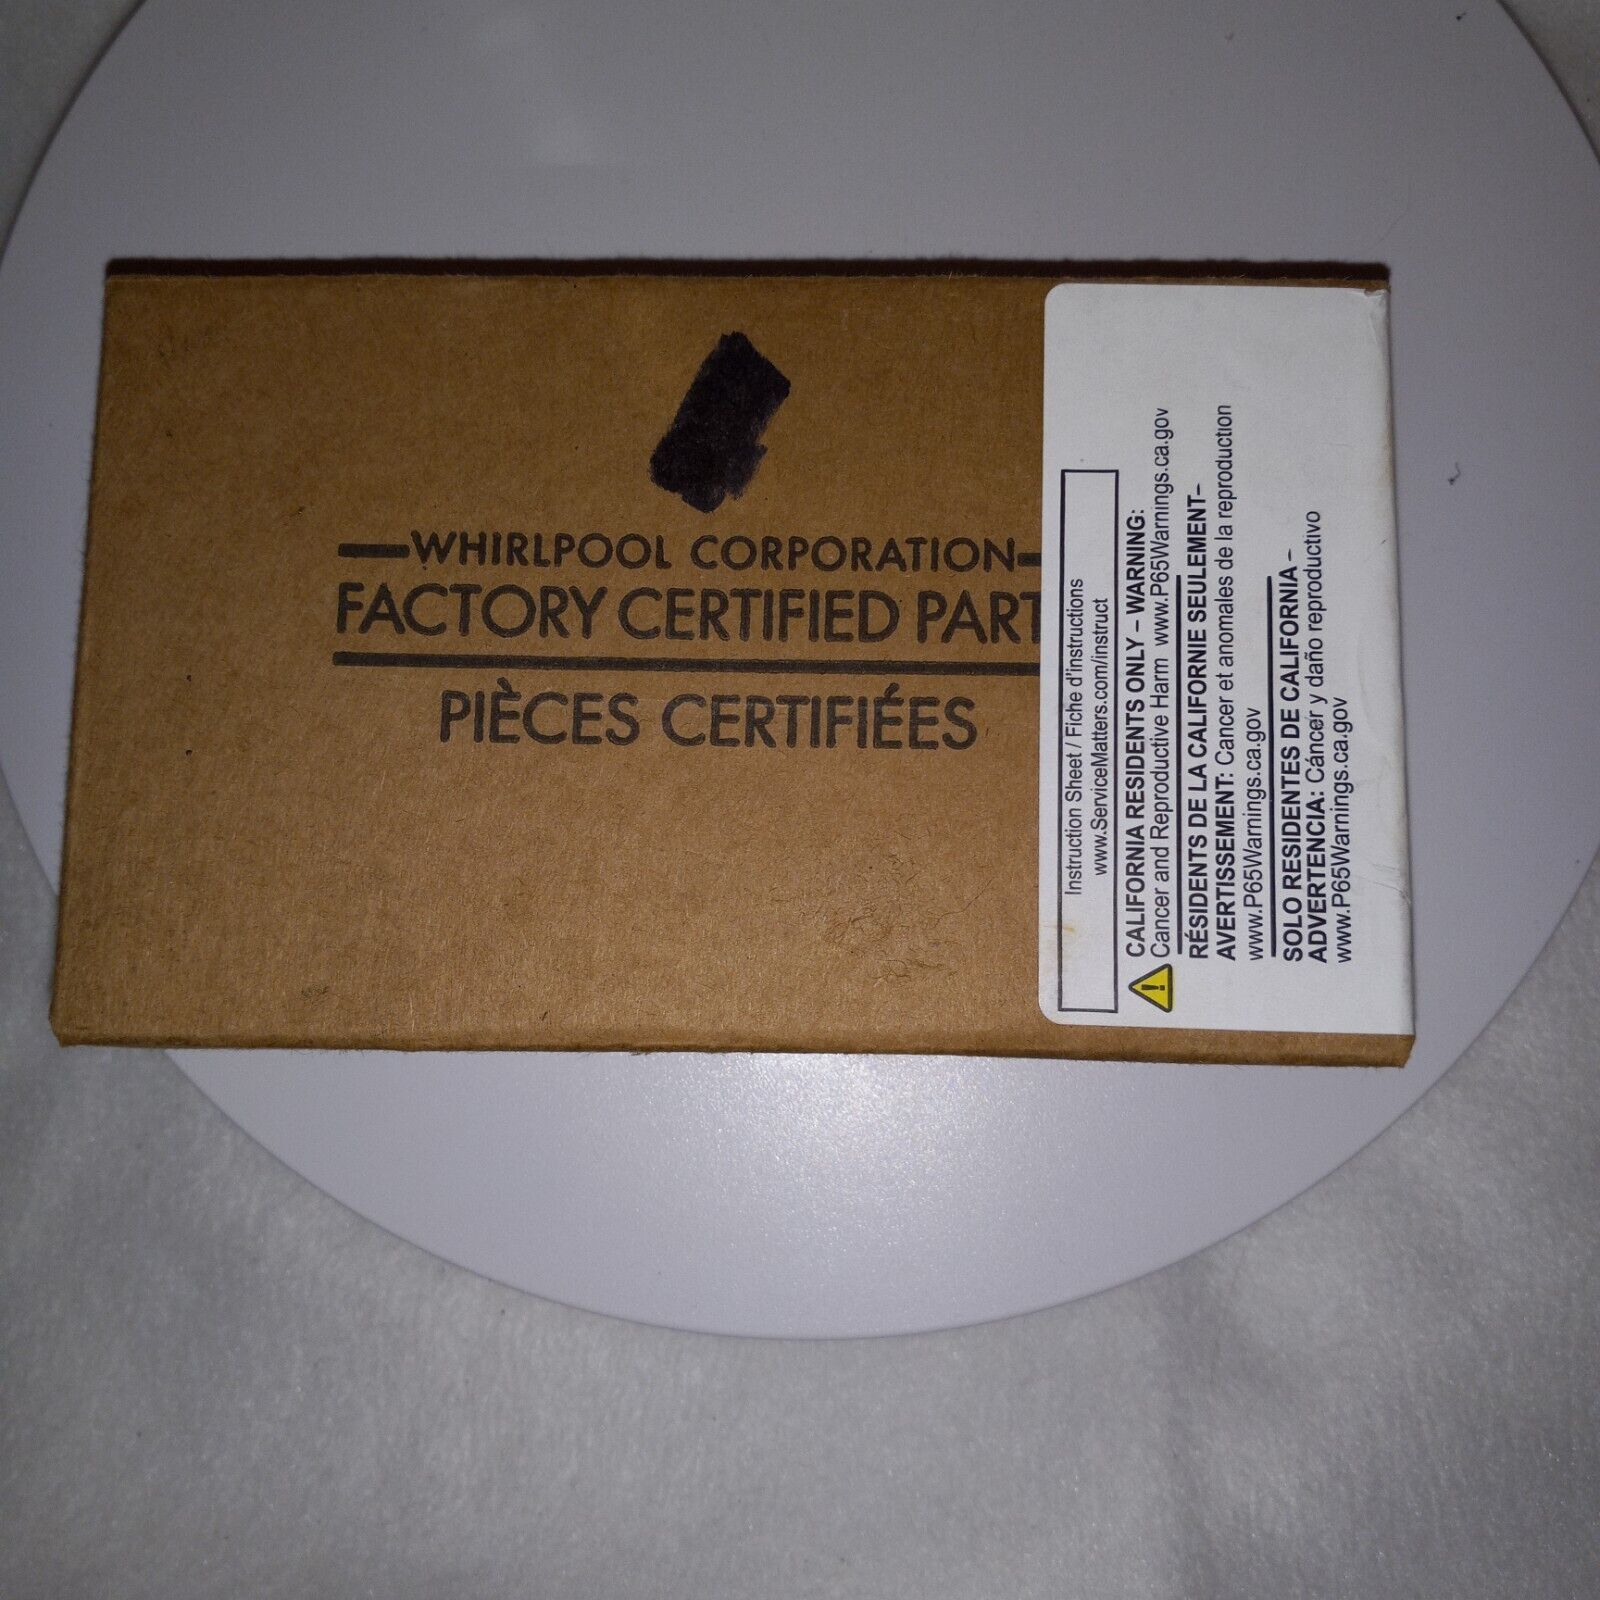 WHIRLPOOL CORPORATION
FACTORY CERTIFIED PART
PIÈCES CERTIFIÉES
Instruction Sheet / Fiche d'instructions
www.ServiceMatters.com/instruct
CALIFORNIA RESIDENTS ONLY – WARNING:
Cancer and Reproductive Harm www.P65Warnings.ca.gov
RÉSIDENTS DE LA CALIFORNIE SEULEMENT–
AVERTISSEMENT: Cancer et anomales de la reproduction
www.P65Warnings.ca.gov
SOLO RESIDENTES DE CALIFORNIA –
ADVERTENCIA: Cáncer y daño reproductivo
www.P65Warnings.ca.gov